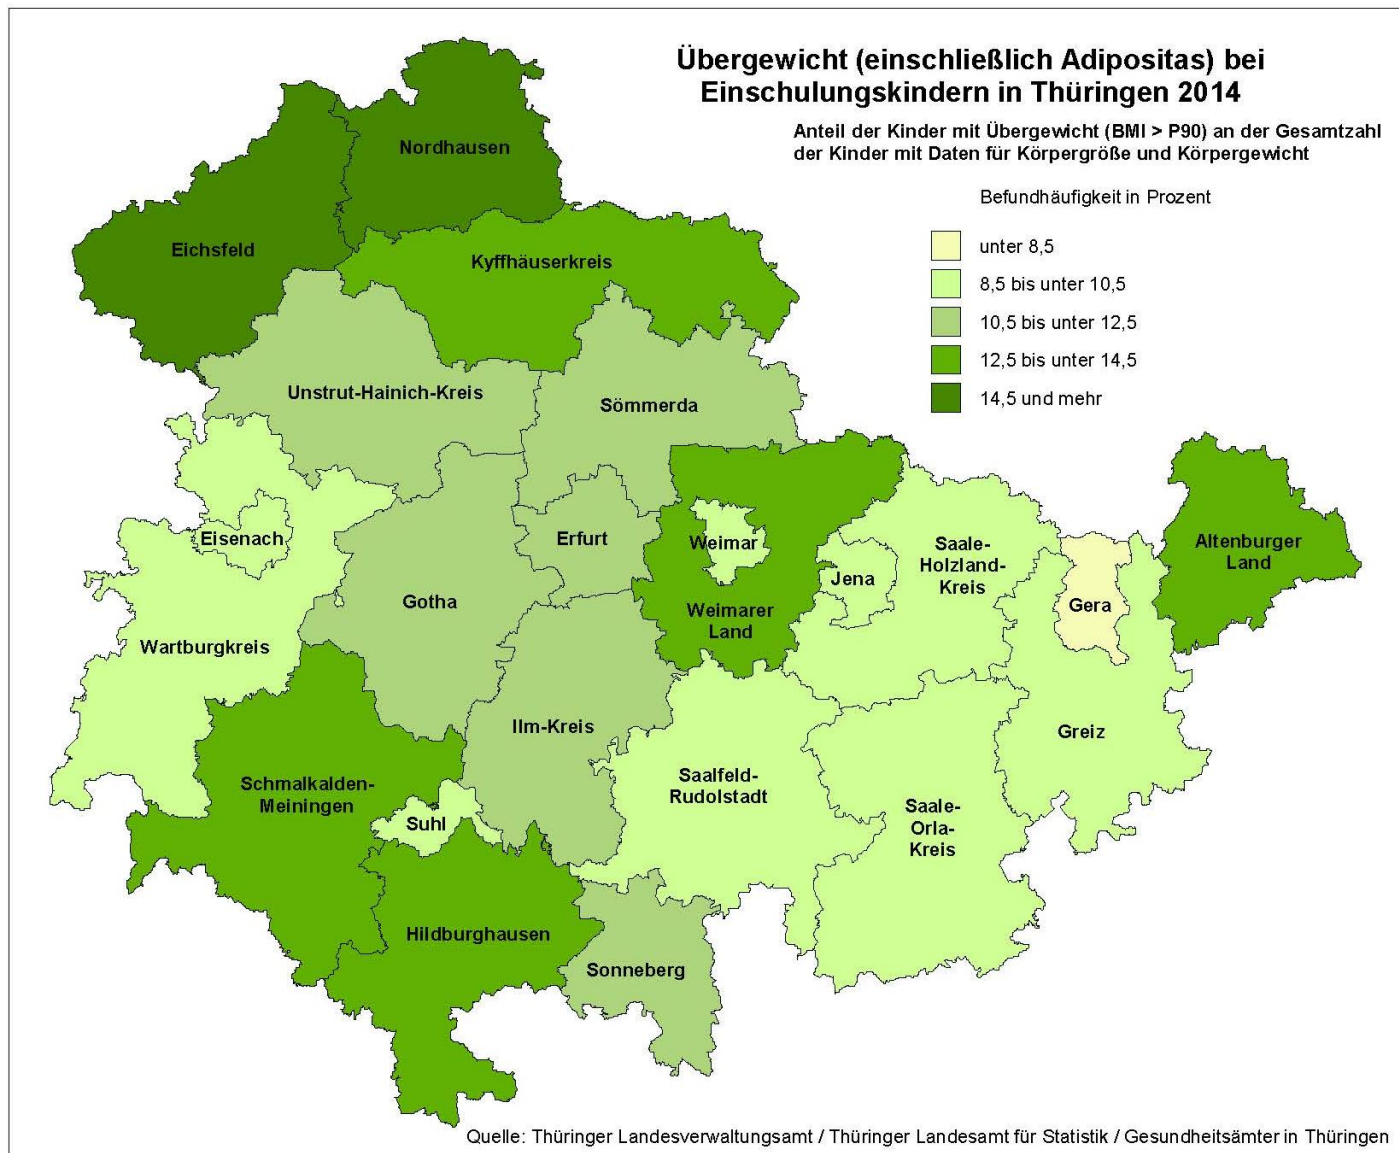 Übergewicht (einschließlich Adipositas) bei
Einschulungskindern in Thüringen 2014
Anteil der Kinder mit Übergewicht (BMI > P90) an der Gesamtzahl
der Kinder mit Daten für Körpergröße und Körpergewicht
Befundhäufigkeit in Prozent
unter 8,5
8,5 bis unter 10,5
10,5 bis unter 12,5
12,5 bis unter 14,5
14,5 und mehr
Nordhausen
Eichsfeld
Kyffhäuserkreis
Unstrut-Hainich-Kreis
Sömmerda
Eisenach
Erfurt
Weimar
Saale-
Holzland-
Kreis
Altenburger
Land
Jena
Gera
Gotha
Weimarer
Land
Wartburgkreis
Ilm-Kreis
Greiz
Schmalkalden-
Meiningen
Saalfeld-
Rudolstadt
Suhl
Saale-
Orla-
Kreis
Hildburghausen
Sonneberg
Quelle: Thüringer Landesverwaltungsamt / Thüringer Landesamt für Statistik / Gesundheitsämter in Thüringen